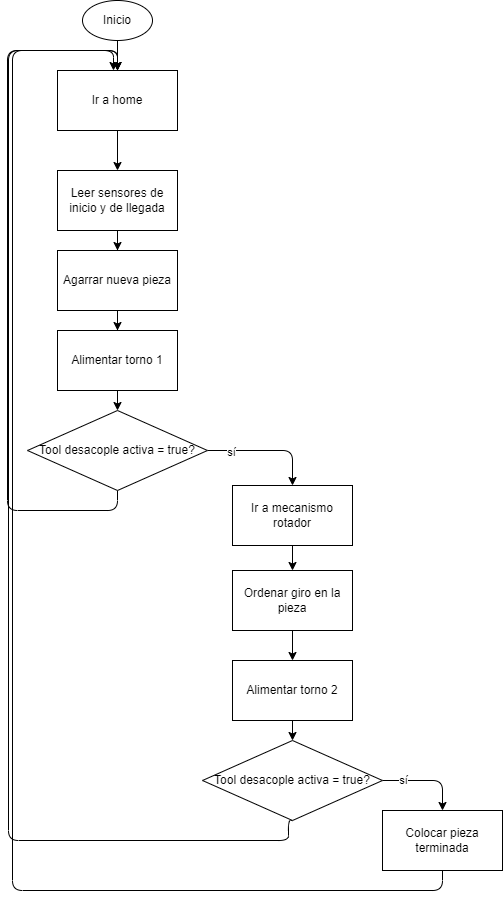 Inicio
Ir a home
Leer sensores de
inicio y de llegada
Agarrar nueva pieza
Alimentar torno 1
Tool desacople activa = true?
sí
Ir a mecanismo
rotador
Ordenar giro en la
pieza
Alimentar torno 2
Tool desacople activa = true?
sí
Colocar pieza
terminada